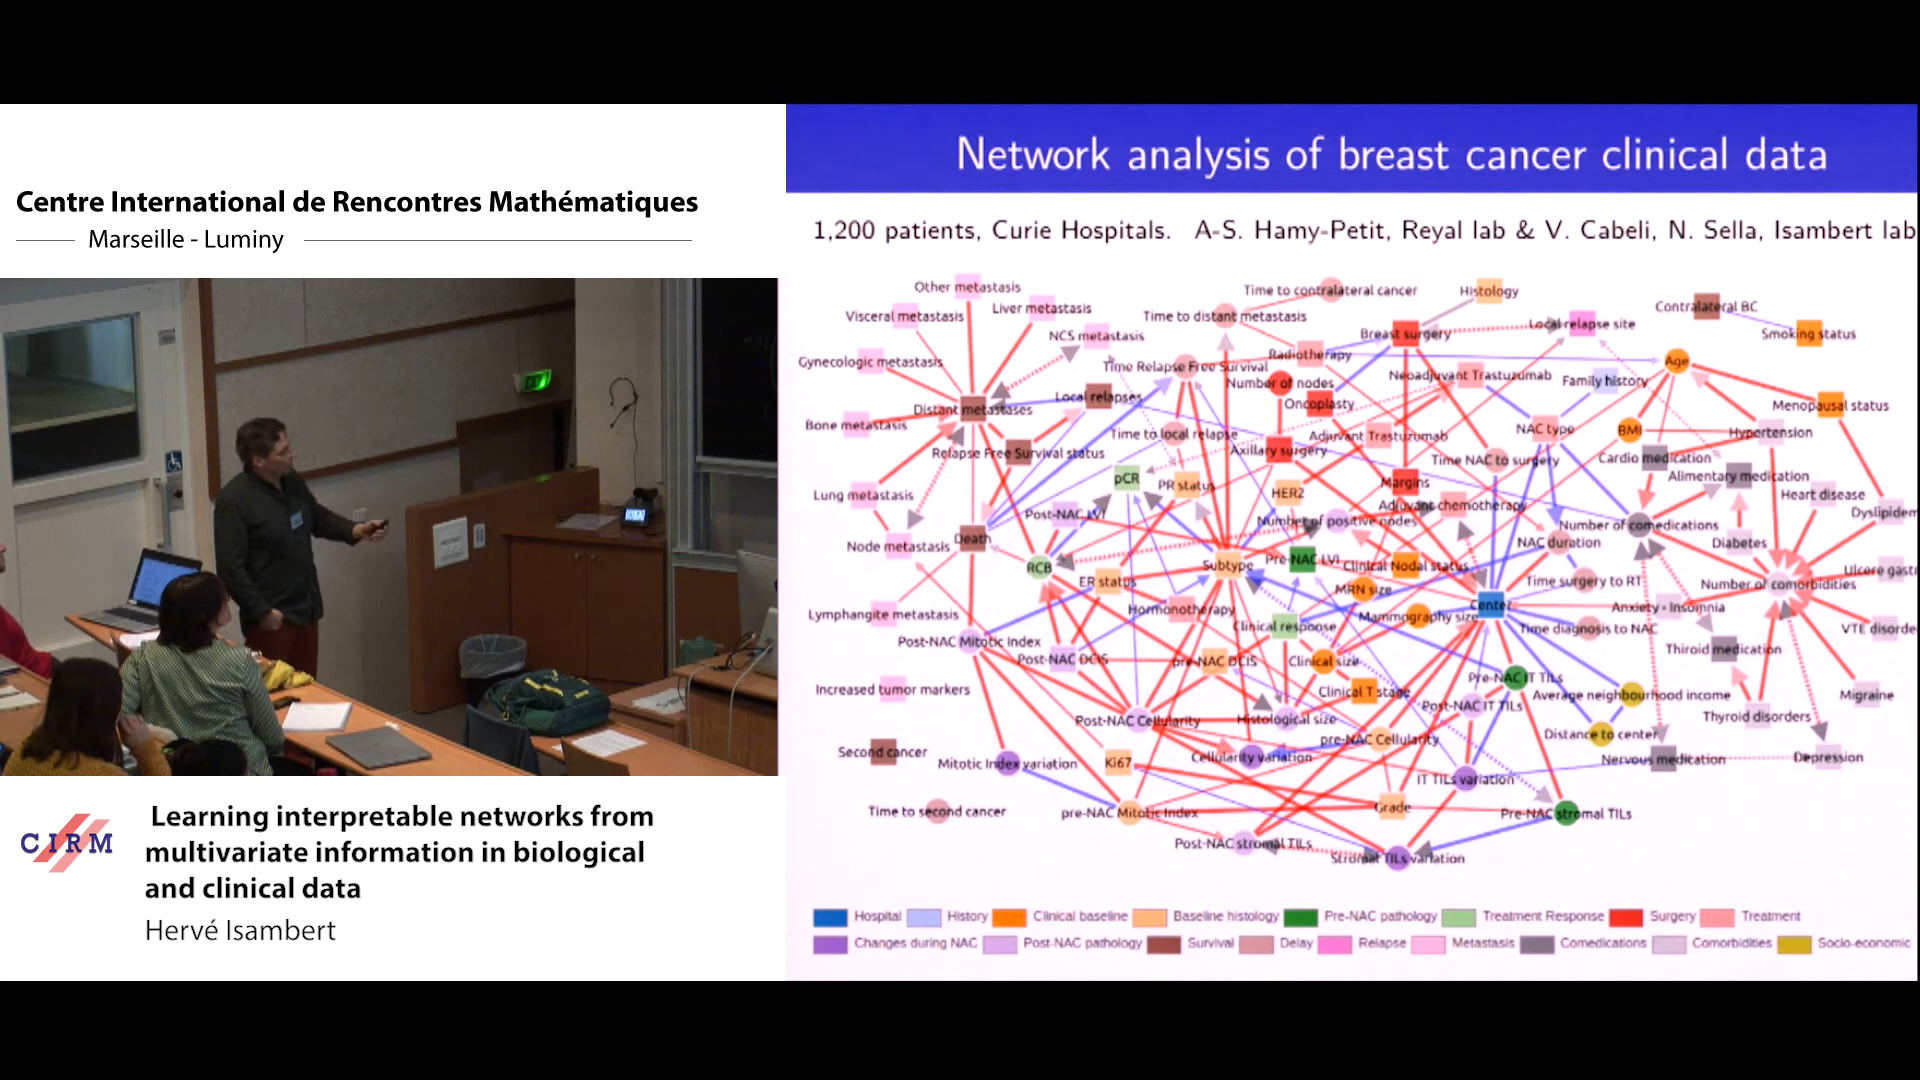 Centre International de Rencontres Mathématiques
Marseille - Luminy
CIRM
Learning interpretable networks from
multivariate information in biological
and clinical data
Hervé Isambert
Network analysis of breast cancer clinical data
1,200 patients, Curie Hospitals. A-S. Hamy-Petit, Reyal lab & V. Cabeli, N. Sella, Isambert lab
Other metastasis
Time to contralateral cancer
Histology
Liver metastasis
Contralateral BC
Visceral metastasis
Time to distant metastasis
Local relapse site
NCS metastasis
Breast surgery
Smoking status
Gynecologic metastasis
Time Relapse Free Survival
Radiotherapy
Age
Number of nodes
Neoadjuvant Trastuzumab
Family history
Local relapses
Oncoplasty
Menopausal status
Distant metastases
Bone metastasis
Time to local relapse
Adjuvant Trastuzumab
NAC type
BMI
Hypertension
Relapse Free Survival status
Axillary surgery
Time NAC to surgery
Cardio medication
pCR
PR status
Margins
Alimentary medication
Lung metastasis
HER2
Heart disease
Post-NAC LVI
Adjuvant chemotherapy
Dyslipidem
Number of positive nodes
Number of comedications
Node metastasis
Death
NAC duration
Diabetes
RCB
Subtype
Pre-NAC LVI
Clinical Nodal status
Ulcere gastr
ER status
MRN size
Time surgery to RT
Number of comorbidities
Lymphangite metastasis
Hormonotherapy
Mammography size
Center
Anxiety - Insomnia
Clinical response
Time diagnosis to NAC
VTE disorde
Post-NAC Mitotic Index
Post-NAC DCIS
pre-NAC DCIS
Clinical size
Thiroid medication
Increased tumor markers
Clinical T stage
Pre-NAC IT TILs
Average neighbourhood income
Migraine
Post-NAC Cellularity
Histological size
Post-NAC IT TILs
Thyroid disorders
Second cancer
pre-NAC Cellularity
Distance to center
Mitotic Index variation
Ki67
Cellularity variation
Nervous medication
Depression
IT TILs variation
Time to second cancer
pre-NAC Mitotic Index
Grade
Pre-NAC stromal TILs
Post-NAC stromal TILs
Stromal TILs variation
Hospital History Clinical baseline Baseline histology Pre-NAC pathology Treatment Response Surgery Treatment
Changes during NAC Post-NAC pathology Survival Delay Relapse Metastasis Comedications Comorbidities Socio-economic